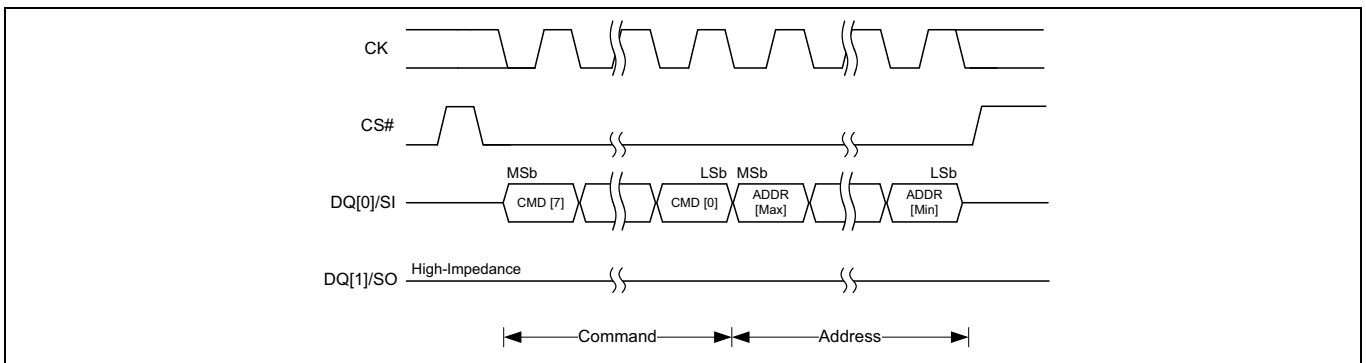 CK
CS#
MSb LSb MSb LSb
DQ[0]/SI CMD [7] CMD [0] ADDR [Max] ADDR [Min]
DQ[1]/SO High-Impedance
Command Address